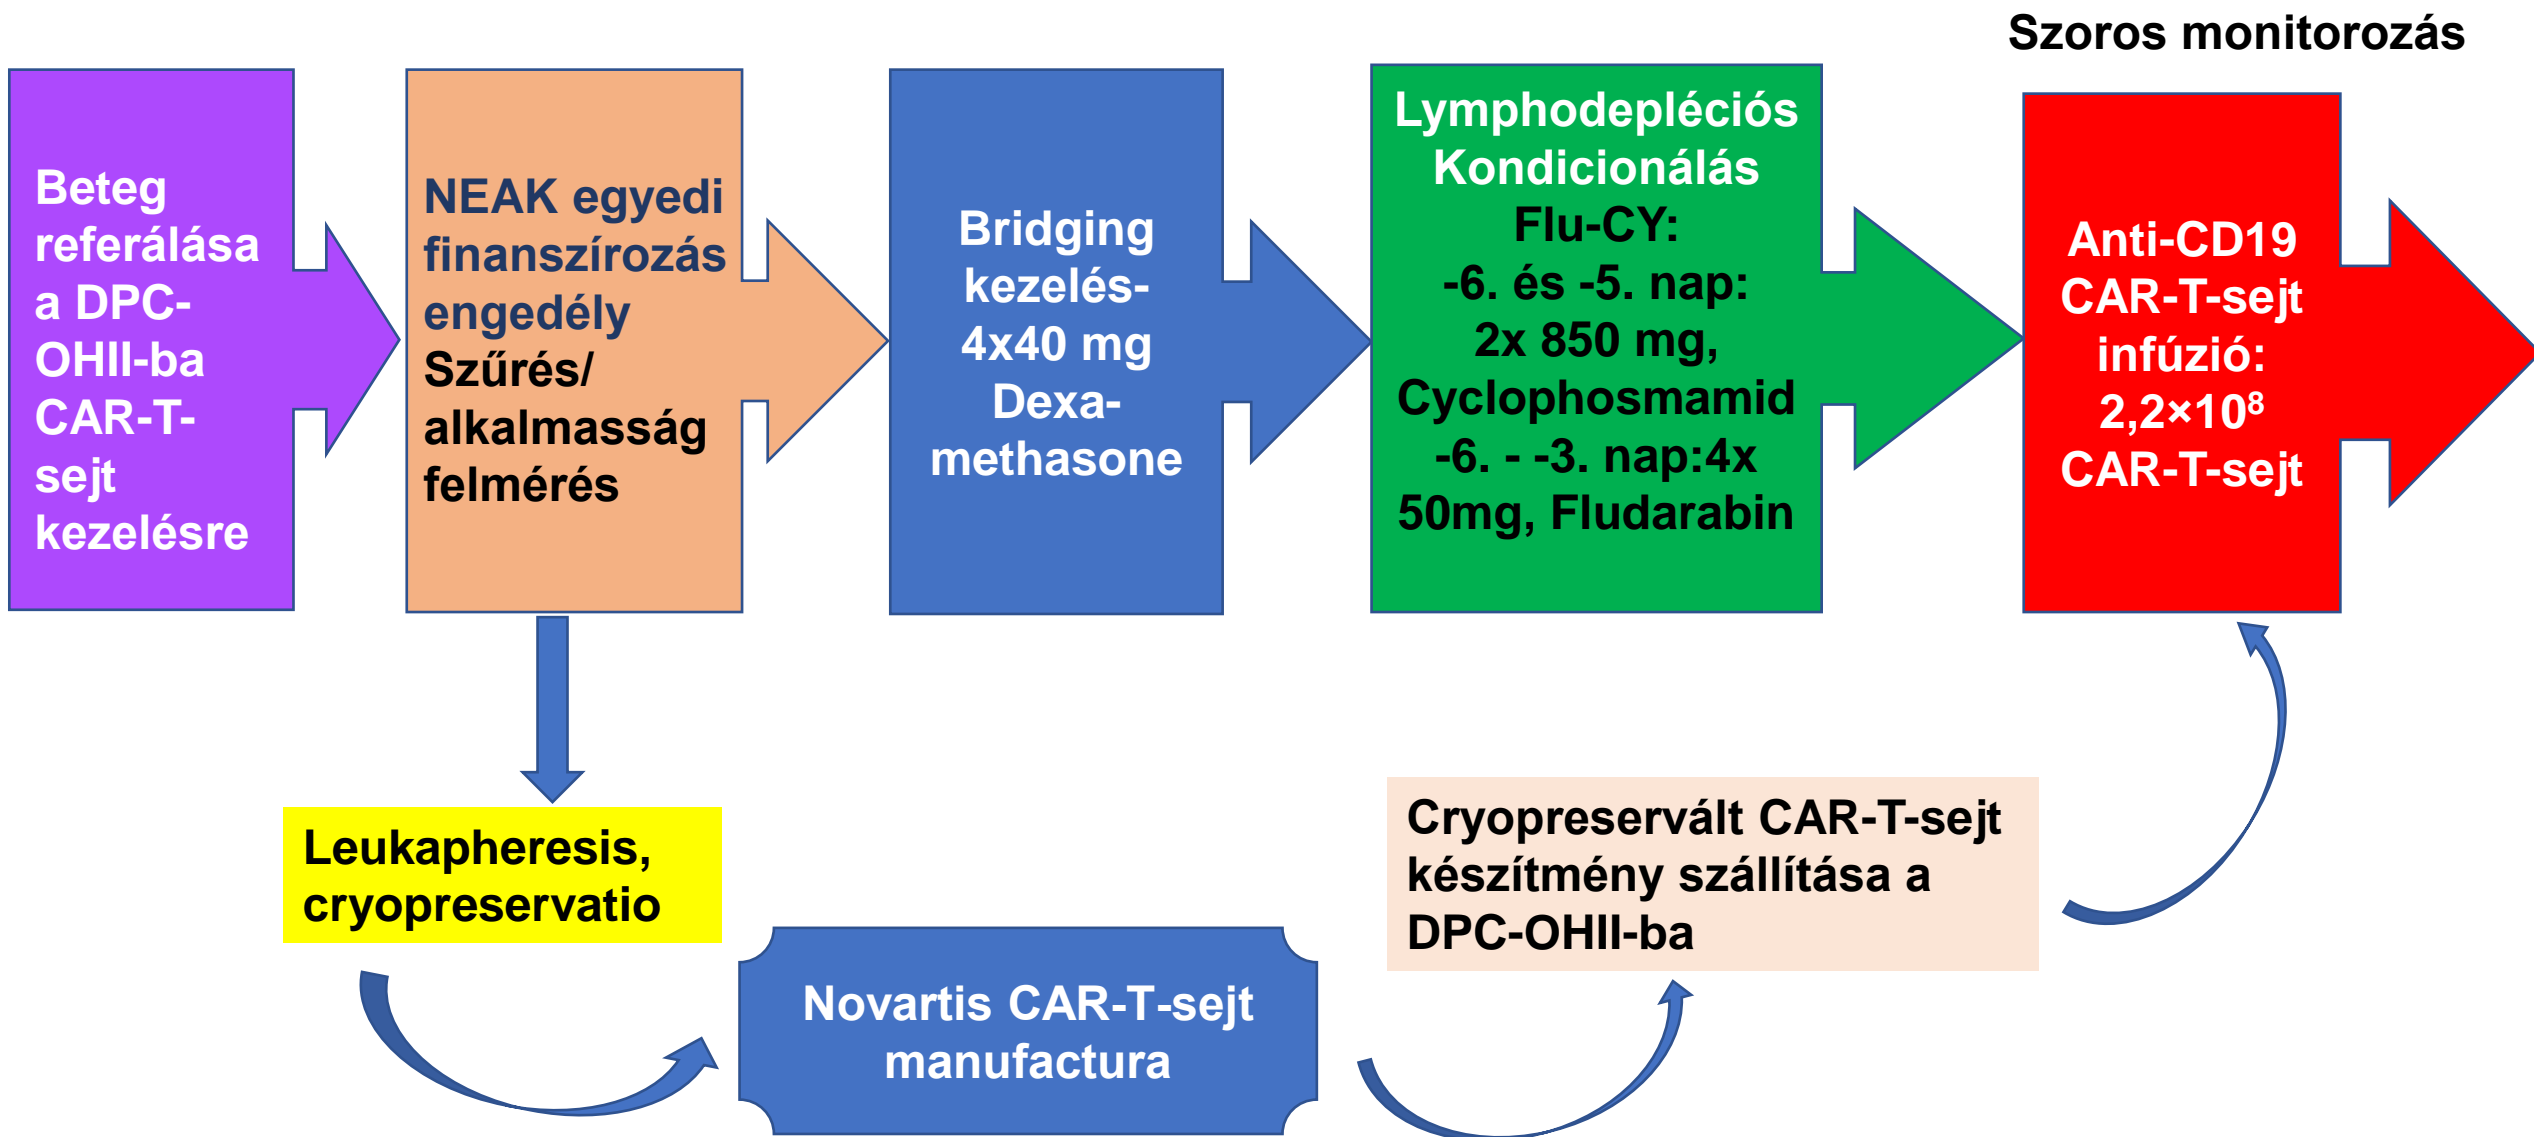 Szoros monitorozás
Beteg
referálása
a DPC-
OHII-ba
CAR-T-
sejt
kezelésre
NEAK egyedi
finanszírozás
engedély
Szűrés/
alkalmasság
felmérés
Bridging
kezelés-
4x40 mg
Dexa-
methasone
Lymphodepléciós
Kondicionálás
Flu-CY:
-6. és -5. nap:
2x 850 mg,
Cyclophosmamid
-6. - -3. nap:4x
50mg, Fludarabin
Anti-CD19
CAR-T-sejt
infúzió:
2,2×10⁸
CAR-T-sejt
Leukapheresis,
cryopreservatio
Novartis CAR-T-sejt
manufactura
Cryopreservált CAR-T-sejt
készítmény szállítása a
DPC-OHII-ba